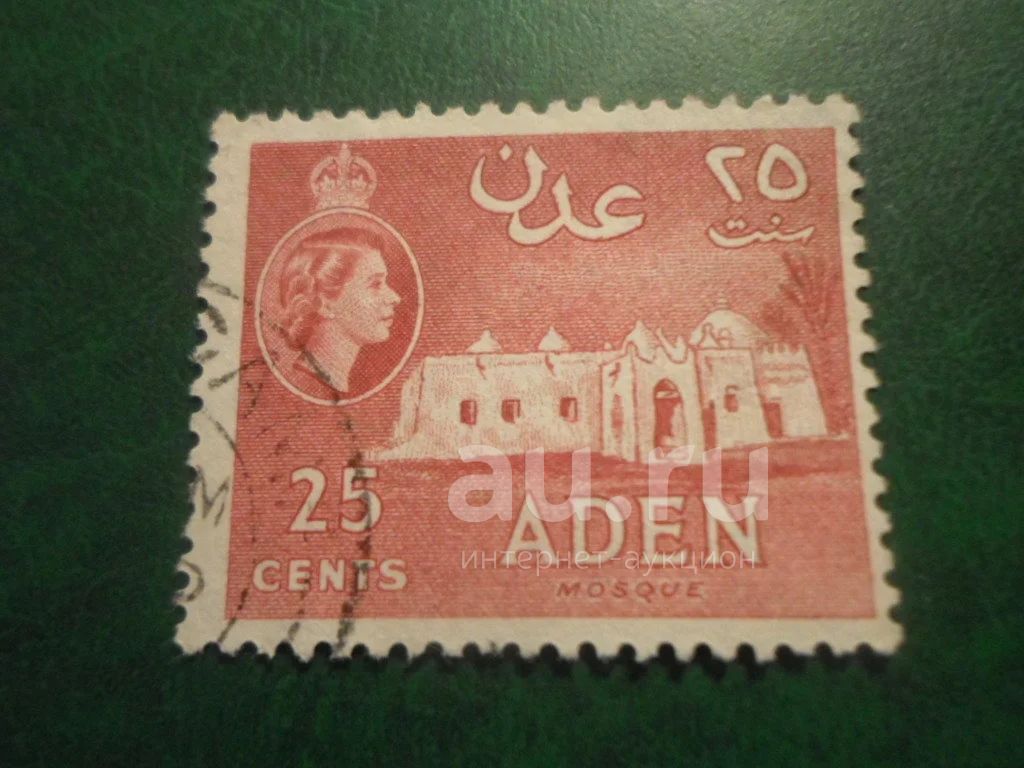 عدن
٢٥
سنت
25
CENTS
ADEN
MOSQUE
au.ru
интернет-аукцион